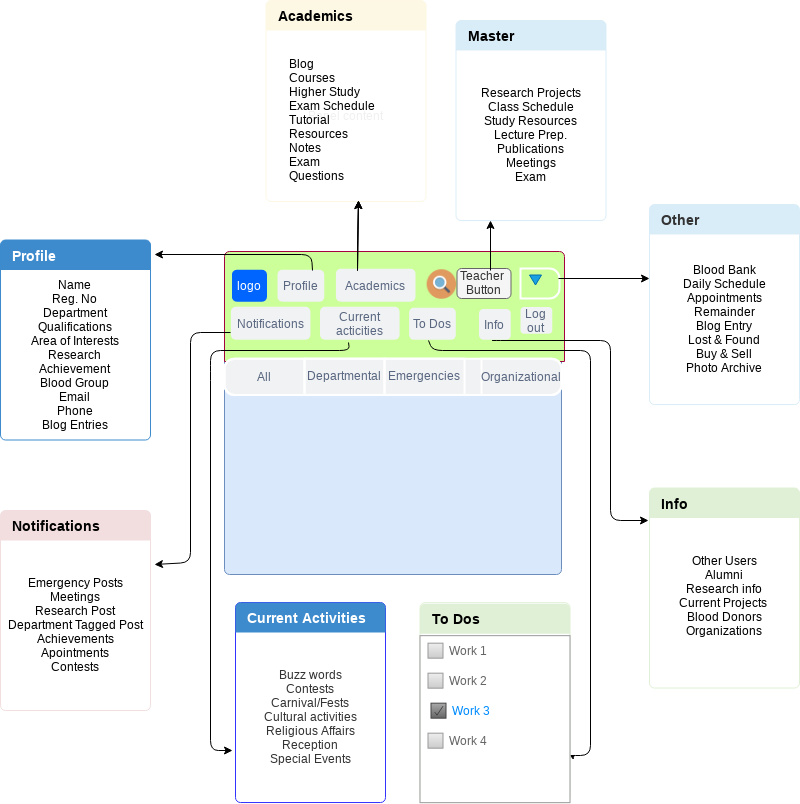 Academics
Blog
Courses
Higher Study
Exam Schedule
Tutorial
Resources
Notes
Exam
Questions
Master
Research Projects
Class Schedule
Study Resources
Lecture Prep.
Publications
Meetings
Exam
Other
Blood Bank
Daily Schedule
Appointments
Remainder
Blog Entry
Lost & Found
Buy & Sell
Photo Archive
Profile
Name
Reg. No
Department
Qualifications
Area of Interests
Research
Achievement
Blood Group
Email
Phone
Blog Entries
logo
Profile
Academics
Teacher
Button
Notifications
Current
acticities
To Dos
Info
Log
out
All
Departmental
Emergencies
Organizational
Notifications
Emergency Posts
Meetings
Research Post
Department Tagged Post
Achievements
Apointments
Contests
Info
Other Users
Alumni
Research info
Current Projects
Blood Donors
Organizations
Current Activities
Buzz words
Contests
Carnival/Fests
Cultural activities
Religious Affairs
Reception
Special Events
To Dos
Work 1
Work 2
Work 3
Work 4